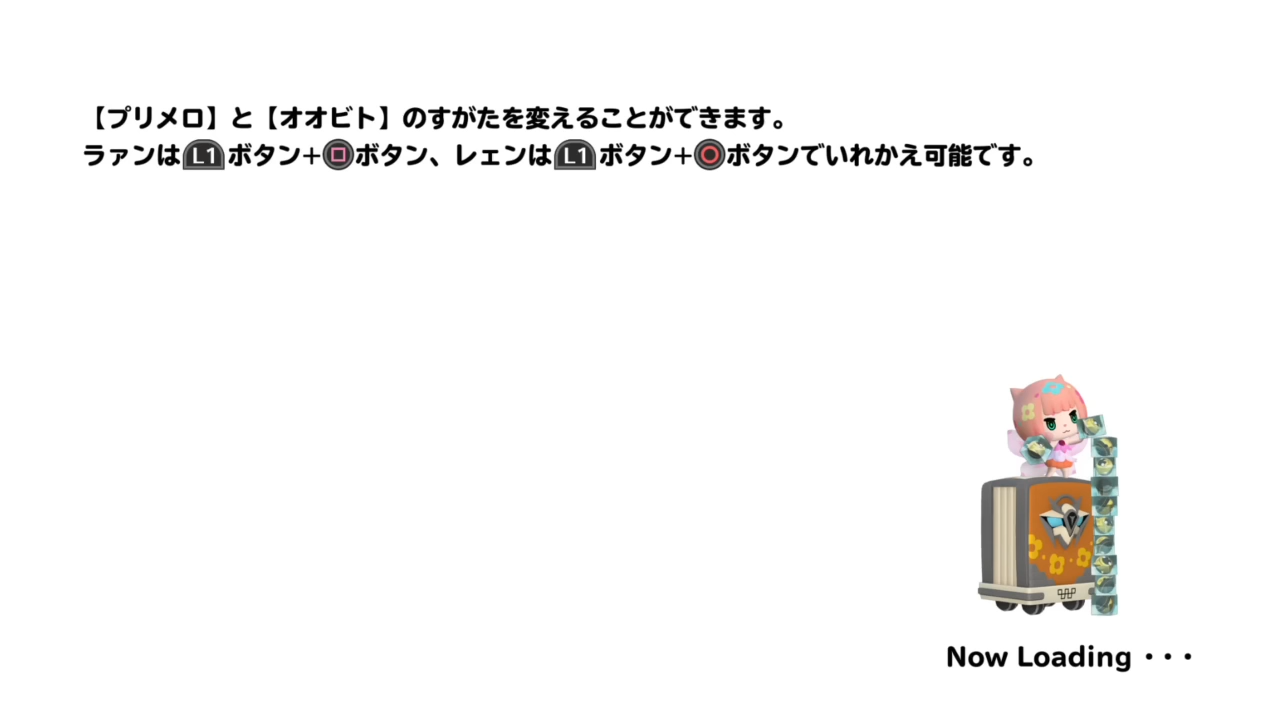 【プリメロ】と【オオビト】のすがたを変えることができます。
ラァンはL1ボタン+□ボタン、レェンはL1ボタン+○ボタンでいれかえ可能です。
Now Loading ・・・